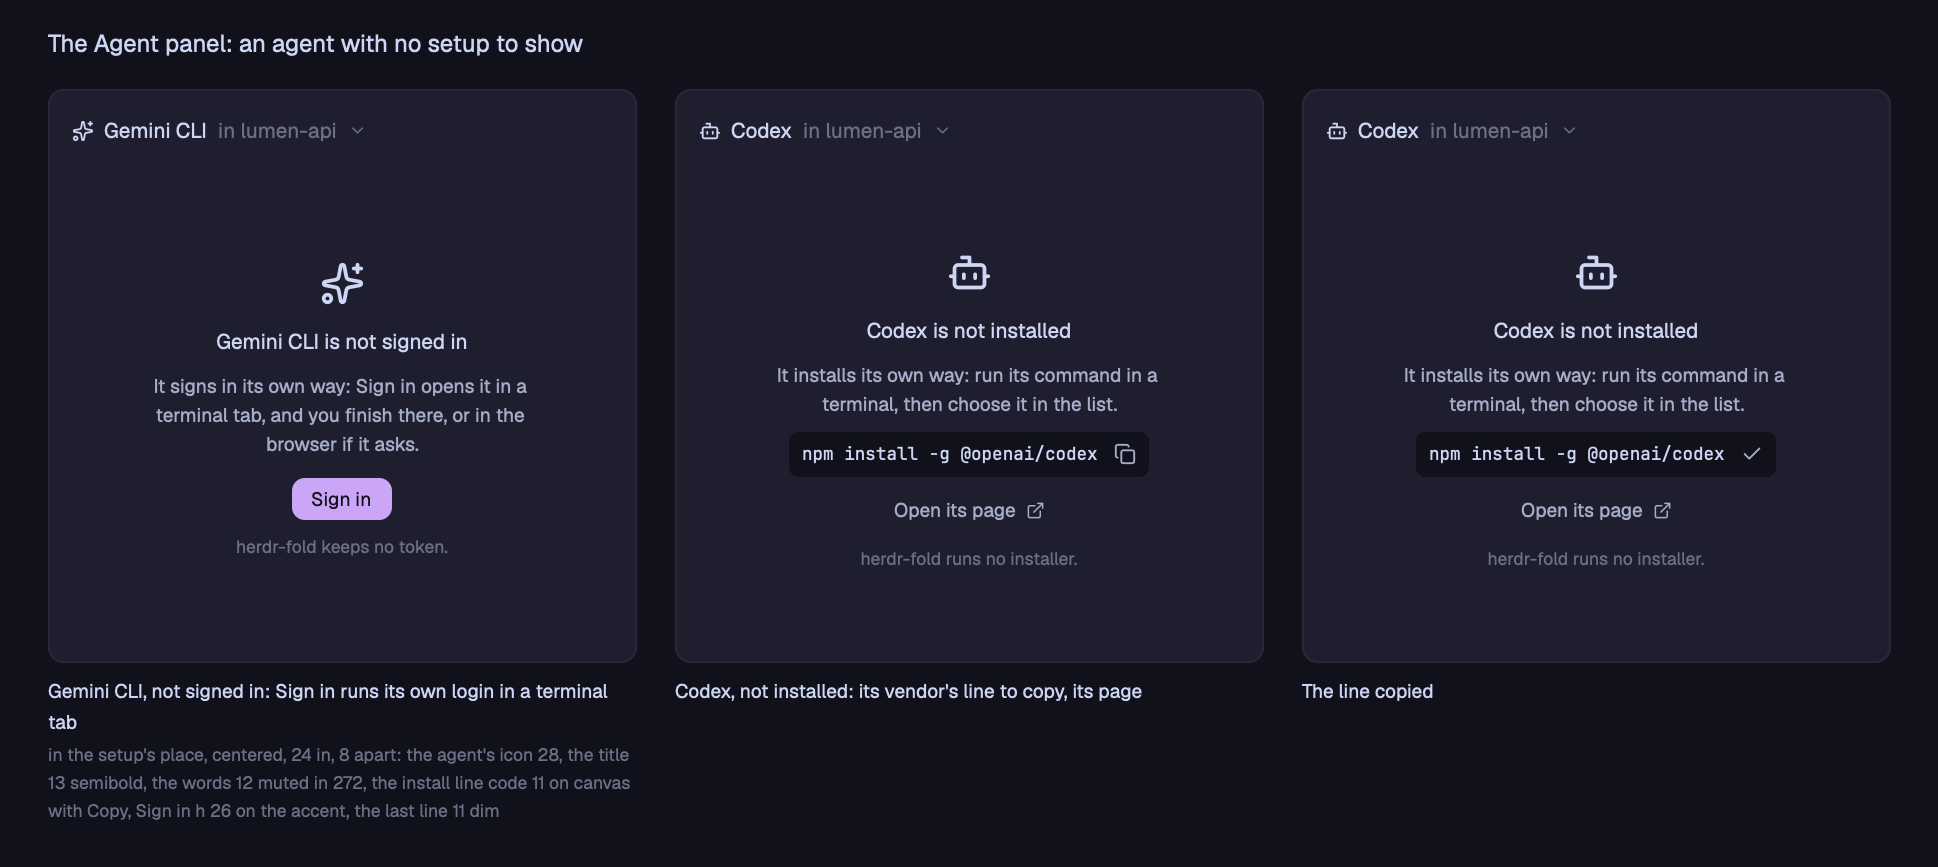 The Agent panel: an agent with no setup to show
Gemini CLI in lumen-api
Gemini CLI is not signed in
It signs in its own way: Sign in opens it in a
terminal tab, and you finish there, or in the
browser if it asks.
Sign in
herdr-fold keeps no token.
Gemini CLI, not signed in: Sign in runs its own login in a terminal
tab
in the setup's place, centered, 24 in, 8 apart: the agent's icon 28, the title
13 semibold, the words 12 muted in 272, the install line code 11 on canvas
with Copy, Sign in h 26 on the accent, the last line 11 dim
Codex in lumen-api
Codex is not installed
It installs its own way: run its command in a
terminal, then choose it in the list.
npm install -g @openai/codex
Open its page
herdr-fold runs no installer.
Codex, not installed: its vendor's line to copy, its page
Codex in lumen-api
Codex is not installed
It installs its own way: run its command in a
terminal, then choose it in the list.
npm install -g @openai/codex
Open its page
herdr-fold runs no installer.
The line copied